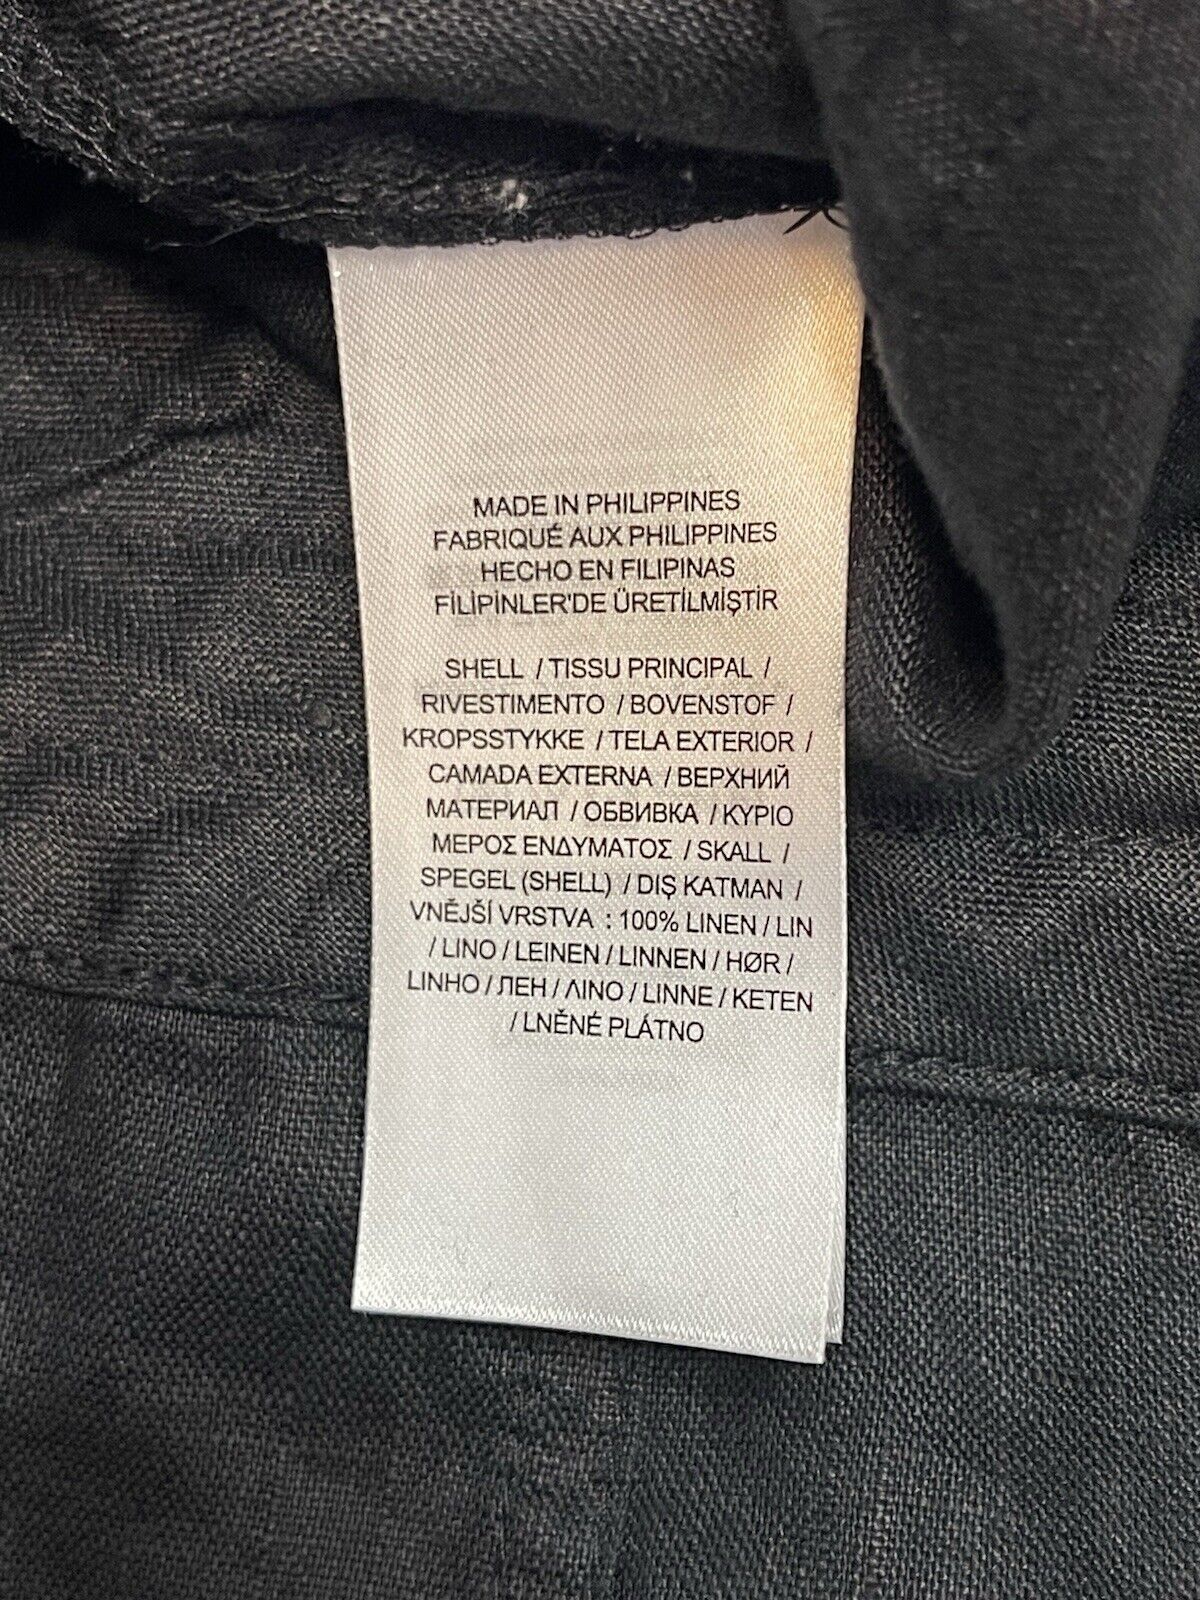 MADE IN PHILIPPINES
FABRIQUÉ AUX PHILIPPINES
HECHO EN FILIPINAS
FİLİPİNLER'DE ÜRETİLMİŞTİR
SHELL / TISSU PRINCIPAL /
RIVESTIMENTO / BOVENSTOF /
KROPSSTYKKE / TELA EXTERIOR /
CAMADA EXTERNA / ВЕРХНИЙ
МАТЕРИАЛ / ОБВИВКА / ΚΥΡΙΟ
ΜΕΡΟΣ ΕΝΔΥΜΑΤΟΣ / SKALL /
SPEGEL (SHELL) / DIŞ KATMAN /
VNĚJŠÍ VRSTVA : 100% LINEN / LIN
/ LINO / LEINEN / LINNEN / HØR /
LINHO / ЛЕН / ΛΙΝΟ / LINNE / KETEN
/ LNĚNÉ PLÁTNO